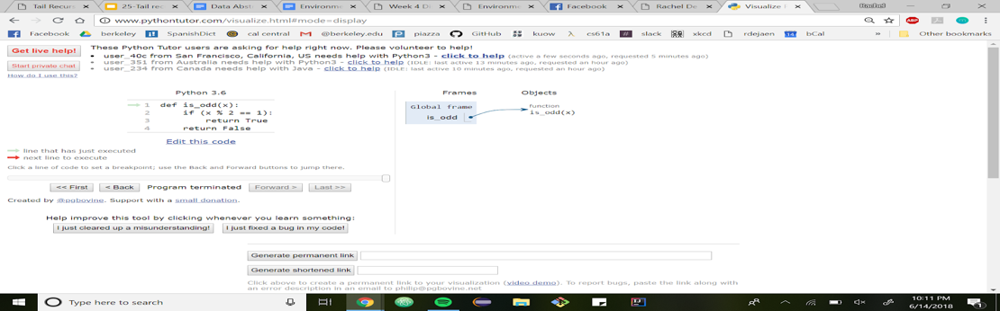 Tail Recurs
25-Tail rec
Data Abstr
Environme
Week 4 Di
Environme
Facebook
Rachel De
Visualize P
Rachel
www.pythontutor.com/visualize.html#mode=display
ABP
Facebook
berkeley
SpanishDict
cal central
@berkeley.edu
piazza
GitHub
kuow
cs61a
slack
xkcd
rdejaen
14
bCal
»
Other bookmarks
Get live help!
Start private chat
How do I use this?
These Python Tutor users are asking for help right now. Please volunteer to help!
• user_40c from San Francisco, California, US needs help with Python3 - click to help (active a few seconds ago, requested 5 minutes ago)
• user_351 from Australia needs help with Python3 - click to help (IDLE: last active 13 minutes ago, requested an hour ago)
• user_234 from Canada needs help with Java - click to help (IDLE: last active 10 minutes ago, requested an hour ago)
Python 3.6
1 def is_odd(x):
2 if (x % 2 == 1):
3 return True
4 return False
Edit this code
line that has just executed
next line to execute
Click a line of code to set a breakpoint; use the Back and Forward buttons to jump there.
<< First
< Back
Program terminated
Forward >
Last >>
Created by @pgbovine. Support with a small donation.
Help improve this tool by clicking whenever you learn something:
I just cleared up a misunderstanding!
I just fixed a bug in my code!
Frames
Objects
Global frame
is_odd
function
is_odd(x)
Generate permanent link
Generate shortened link
Click above to create a permanent link to your visualization (video demo). To report bugs, paste the link along with
an error description in an email to philip@pgbovine.net
Type here to search
10:11 PM
6/14/2018
1